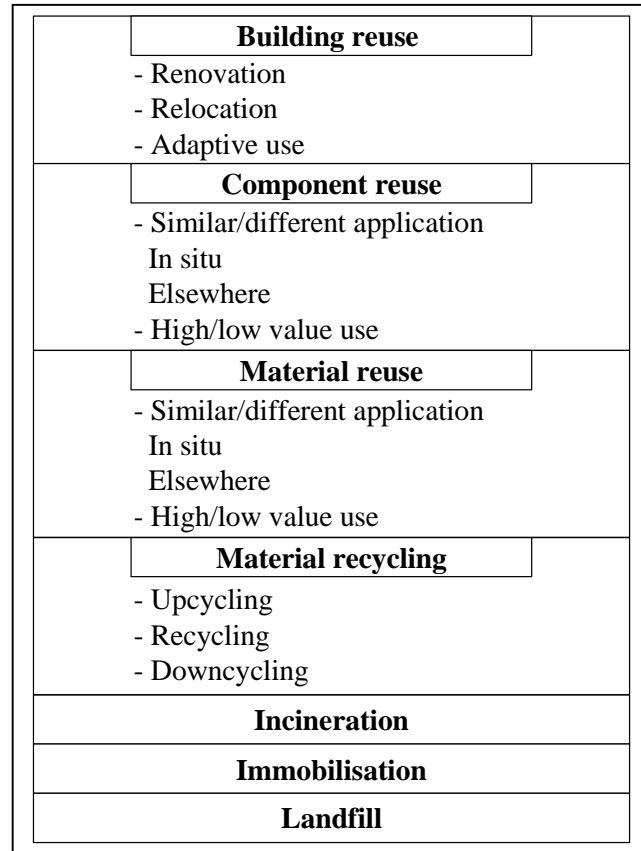 Building reuse
- Renovation
- Relocation
- Adaptive use
Component reuse
- Similar/different application
In situ
Elsewhere
- High/low value use
Material reuse
- Similar/different application
In situ
Elsewhere
- High/low value use
Material recycling
- Upcycling
- Recycling
- Downcycling
Incineration
Immobilisation
Landfill